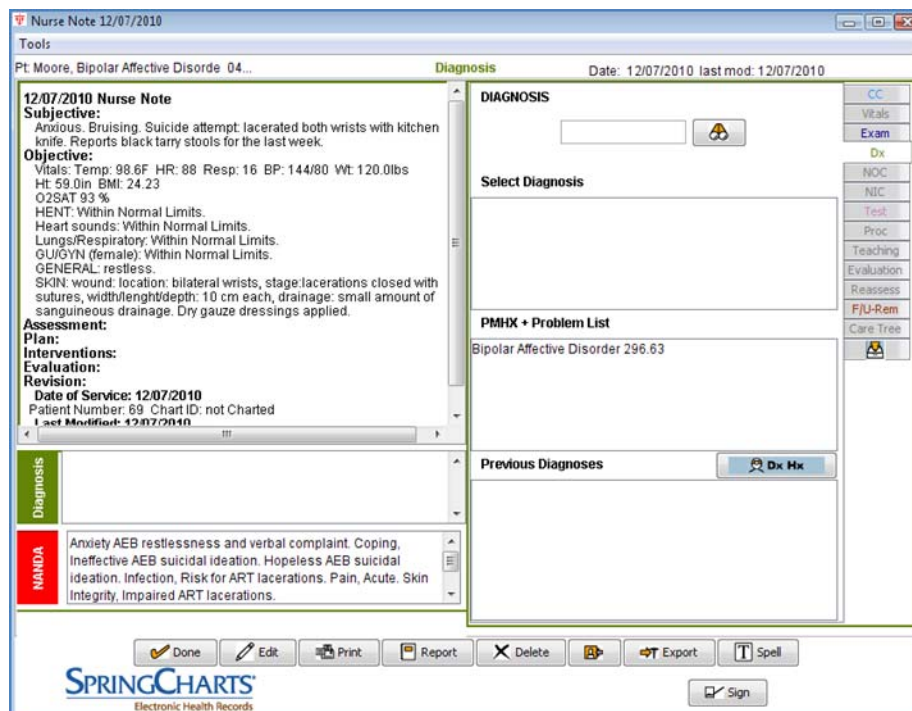 Nurse Note 12/07/2010
Tools
Pt: Moore, Bipolar Affective Disorde 04...
Diagnosis
Date: 12/07/2010 last mod: 12/07/2010
12/07/2010 Nurse Note
Subjective:
Anxious. Bruising. Suicide attempt: lacerated both wrists with kitchen
knife. Reports black tarry stools for the last week.
Objective:
Vitals: Temp: 98.6F HR: 88 Resp: 16 BP: 144/80 Wt: 120.0lbs
Ht: 59.0in BMI: 24.23
O2SAT 93 %
HENT: Within Normal Limits.
Heart sounds: Within Normal Limits.
Lungs/Respiratory: Within Normal Limits.
GU/GYN (female): Within Normal Limits.
GENERAL: restless.
SKIN: wound: location: bilateral wrists, stage:lacerations closed with
sutures, width/lenght/depth: 10 cm each, drainage: small amount of
sanguineous drainage. Dry gauze dressings applied.
Assessment:
Plan:
Interventions:
Evaluation:
Revision:
Date of Service: 12/07/2010
Patient Number: 69 Chart ID: not Charted
Last Modified: 12/07/2010
Diagnosis
NANDA
Anxiety AEB restlessness and verbal complaint. Coping,
Ineffective AEB suicidal ideation. Hopeless AEB suicidal
ideation. Infection, Risk for ART lacerations. Pain, Acute. Skin
Integrity, Impaired ART lacerations.
DIAGNOSIS
Select Diagnosis
PMHX + Problem List
Bipolar Affective Disorder 296.63
Previous Diagnoses
Dx Hx
CC
Vitals
Exam
Dx
NOC
NIC
Test
Proc
Teaching
Evaluation
Reassess
F/U-Rem
Care Tree
Done
Edit
Print
Report
Delete
Export
T Spell
Sign
SPRINGCHARTS
Electronic Health Records